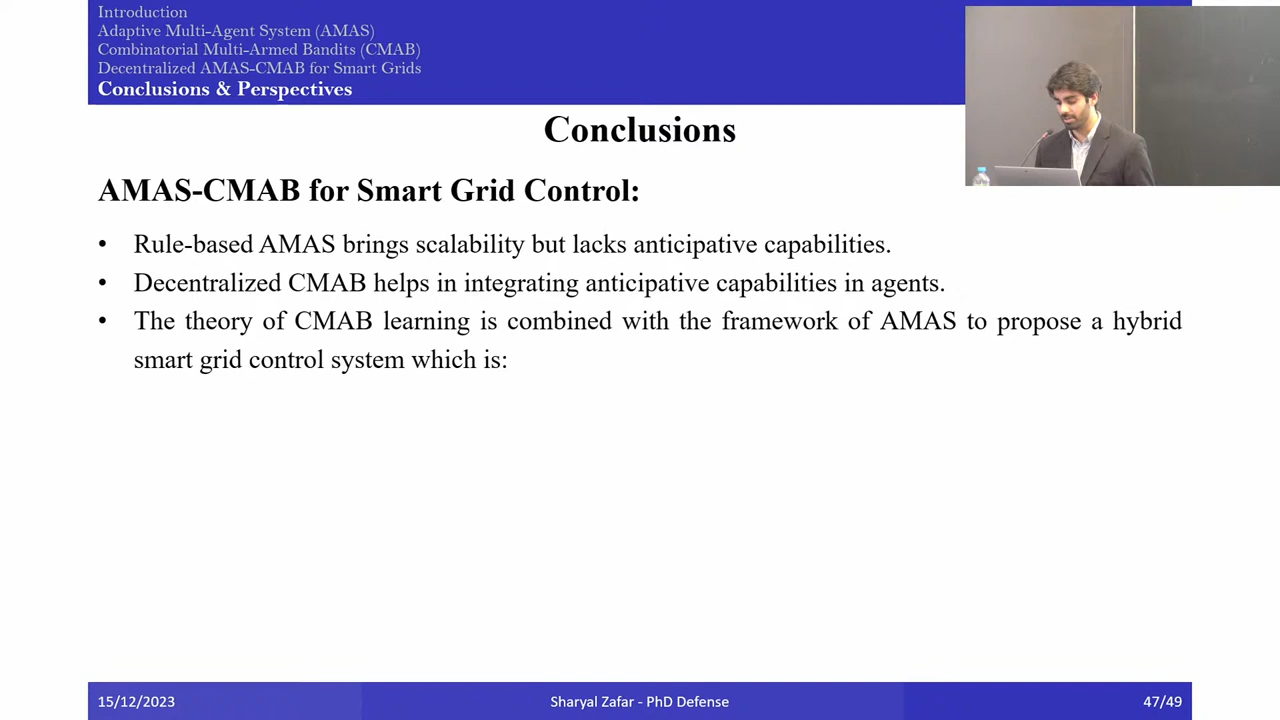 Introduction
Adaptive Multi-Agent System (AMAS)
Combinatorial Multi-Armed Bandits (CMAB)
Decentralized AMAS-CMAB for Smart Grids
Conclusions & Perspectives
Conclusions
AMAS-CMAB for Smart Grid Control:
• Rule-based AMAS brings scalability but lacks anticipative capabilities.
• Decentralized CMAB helps in integrating anticipative capabilities in agents.
• The theory of CMAB learning is combined with the framework of AMAS to propose a hybrid
smart grid control system which is:
15/12/2023
Sharyal Zafar - PhD Defense
47/49